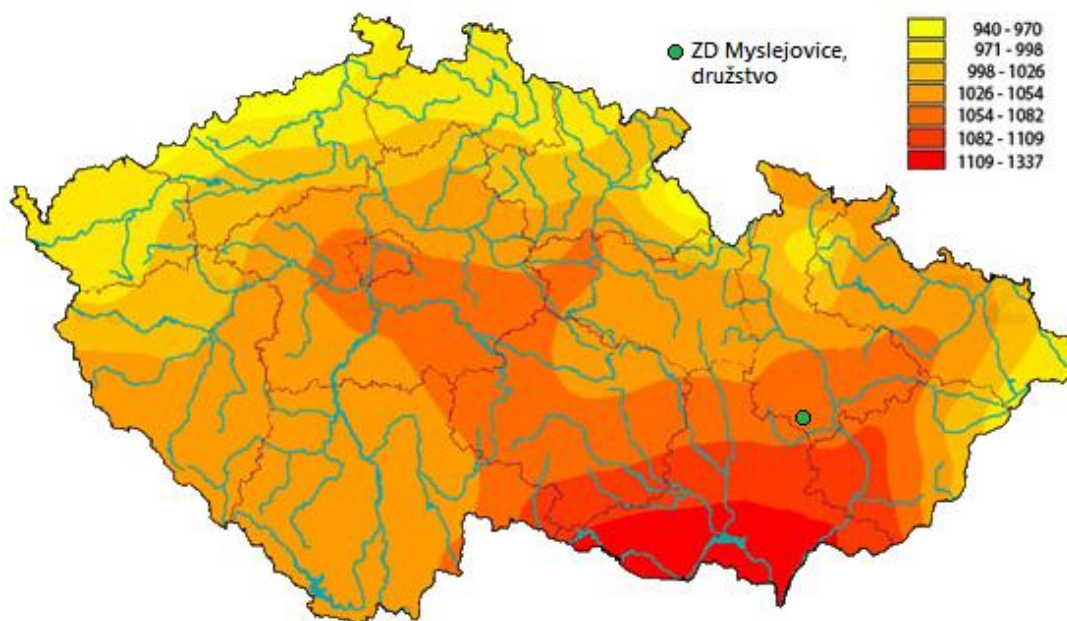 940 - 970
971 - 998
998 - 1026
1026 - 1054
1054 - 1082
1082 - 1109
1109 - 1337
ZD Myslejovice,
družstvo